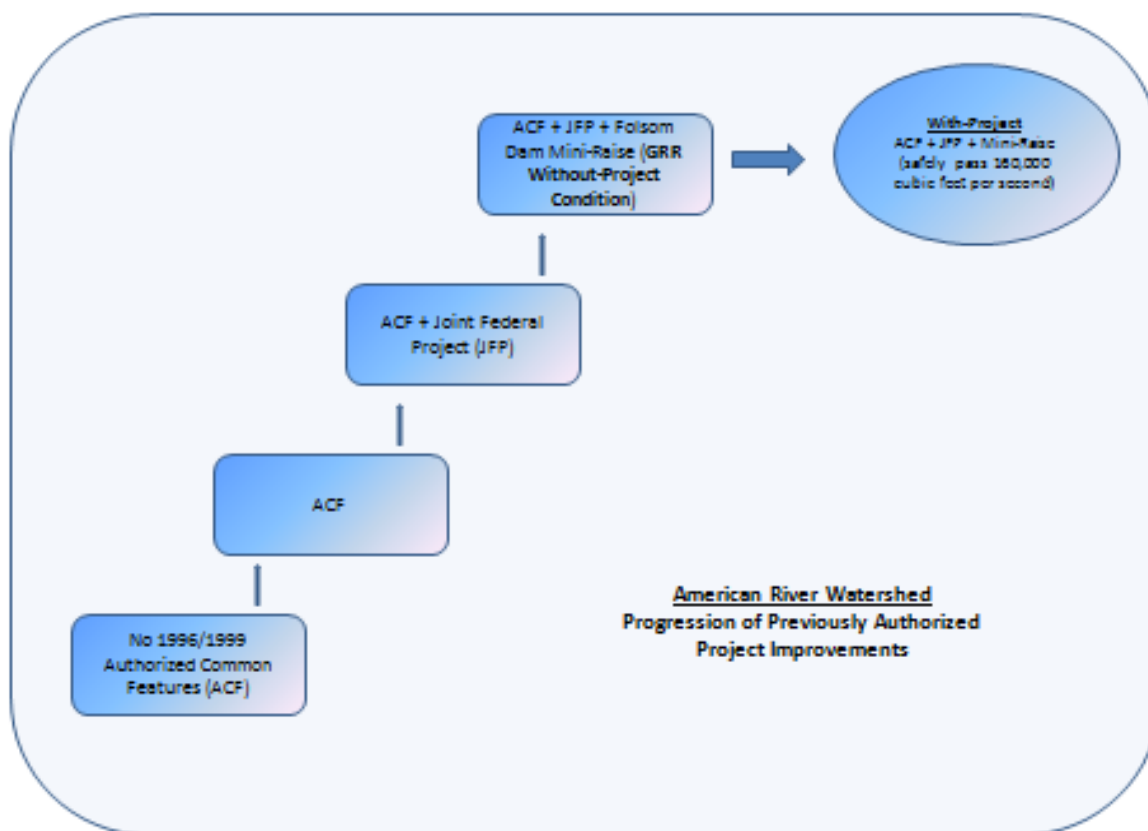 ACF + JFP + Folsom
Dam Mini-Raise (GRR
Without-Project
Condition)
With-Project
ACF + JFP + Mini-Raise
(safely pass 160,000
cubic feet per second)
ACF + Joint Federal
Project (JFP)
ACF
No 1996/1999
Authorized Common
Features (ACF)
American River Watershed
Progression of Previously Authorized
Project Improvements